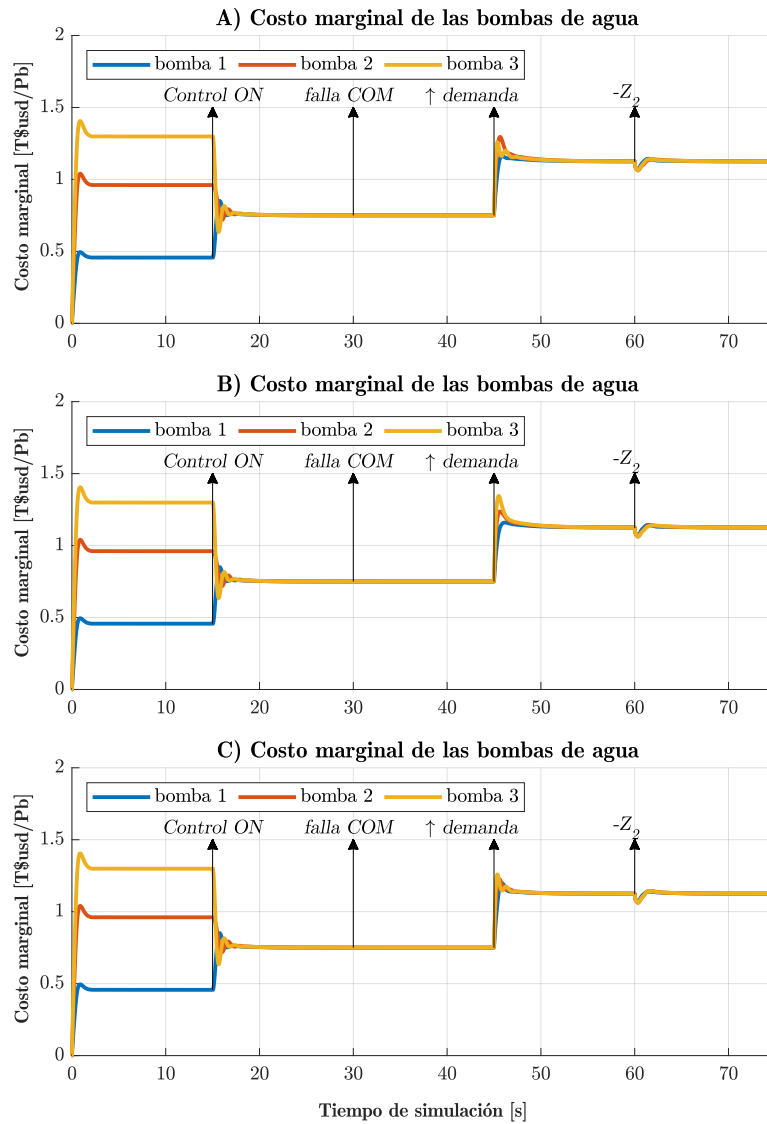 A) Costo marginal de las bombas de agua
2
1.5
1
0.5
0
Costo marginal [T$usd/Pb]
bomba 1 bomba 2 bomba 3
Control ON falla COM ↑ demanda -Z2
0 10 20 30 40 50 60 70
B) Costo marginal de las bombas de agua
2
1.5
1
0.5
0
Costo marginal [T$usd/Pb]
bomba 1 bomba 2 bomba 3
Control ON falla COM ↑ demanda -Z2
0 10 20 30 40 50 60 70
C) Costo marginal de las bombas de agua
2
1.5
1
0.5
0
Costo marginal [T$usd/Pb]
bomba 1 bomba 2 bomba 3
Control ON falla COM ↑ demanda -Z2
0 10 20 30 40 50 60 70
Tiempo de simulación [s]